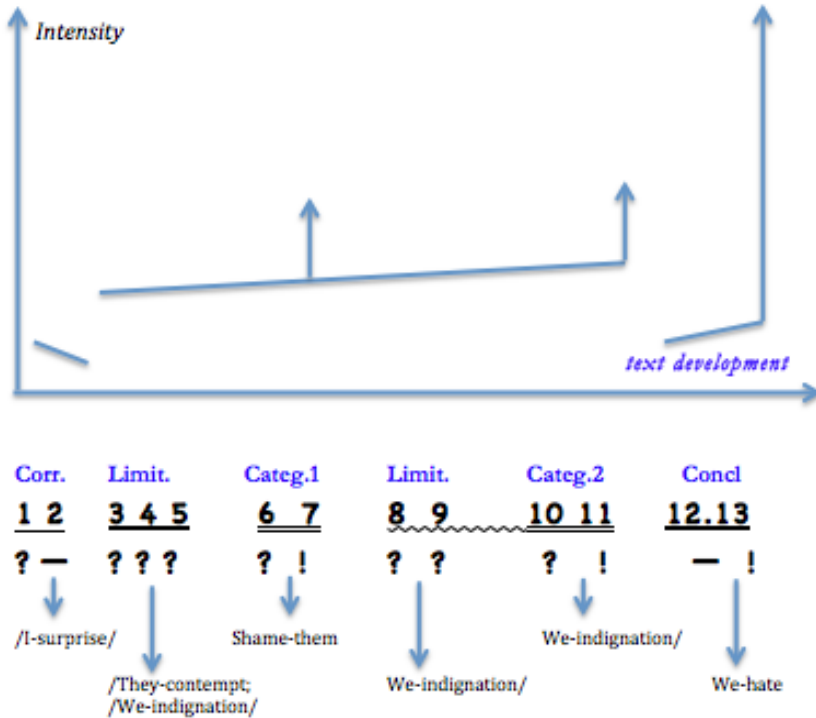 Intensity
text development
Corr. Limit. Categ.1 Limit. Categ.2 Concl
1 2 3 4 5 6 7 8 9 10 11 12.13
? — ? ? ? ? ! ? ? ? ! — !
/I-surprise/ Shame-them We-indignation/
/They-contempt; We-indignation/ We-hate
/We-indignation/